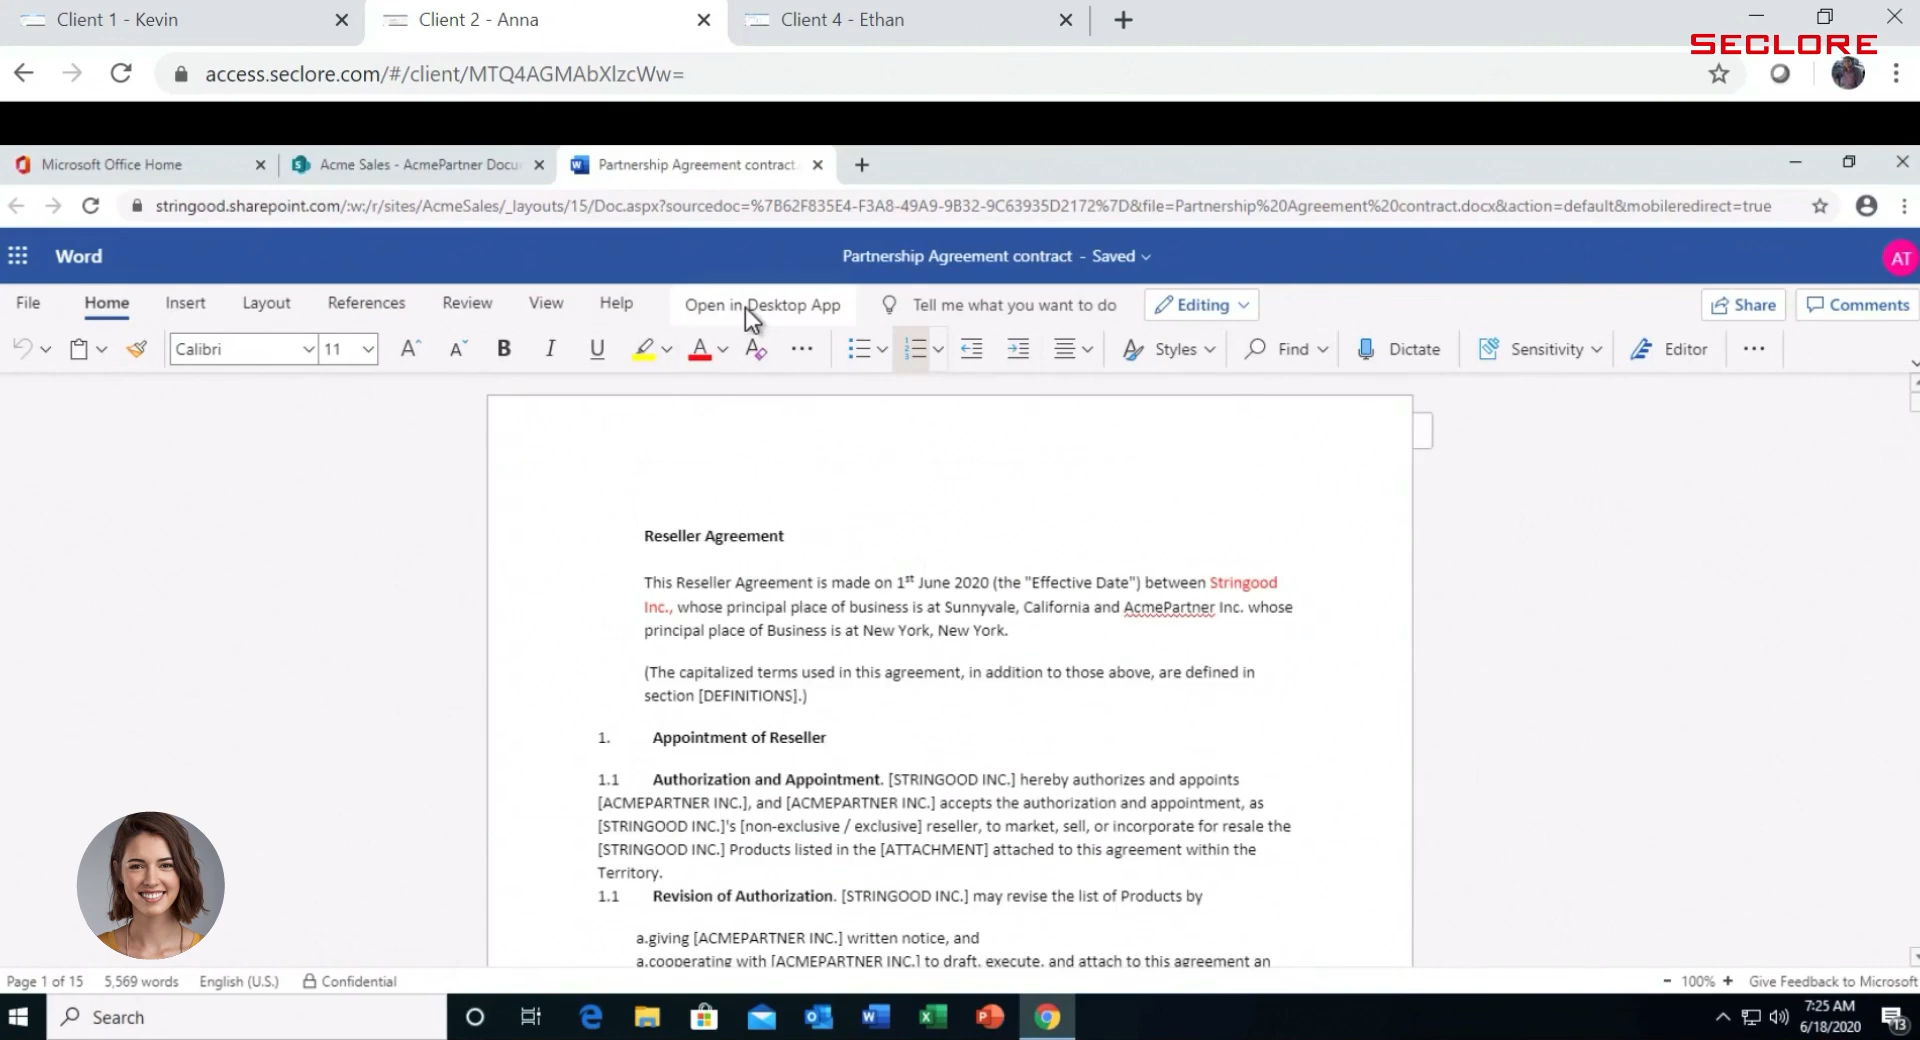 Client 1 - Kevin
Client 2 - Anna
Client 4 - Ethan
SECLORE
access.seclore.com/#/client/MTQ4AGMAbXlzcWw=
Microsoft Office Home
Acme Sales - AcmePartner Docu
Partnership Agreement contract.
stringood.sharepoint.com/:w:/r/sites/AcmeSales/_layouts/15/Doc.aspx?sourcedoc=%7B62F835E4-F3A8-49A9-9B32-9C63935D2172%7D&file=Partnership%20Agreement%20contract.docx&action=default&mobileredirect=true
Word
Partnership Agreement contract - Saved
AT
File Home Insert Layout References Review View Help Open in Desktop App Tell me what you want to do Editing Share Comments
Calibri 11 B I U Styles Find Dictate Sensitivity Editor
Reseller Agreement
This Reseller Agreement is made on 1st June 2020 (the "Effective Date") between Stringood
Inc., whose principal place of business is at Sunnyvale, California and AcmePartner Inc. whose
principal place of Business is at New York, New York.
(The capitalized terms used in this agreement, in addition to those above, are defined in
section [DEFINITIONS].)
1. Appointment of Reseller
1.1 Authorization and Appointment. [STRINGOOD INC.] hereby authorizes and appoints
[ACMEPARTNER INC.], and [ACMEPARTNER INC.] accepts the authorization and appointment, as
[STRINGOOD INC.]'s [non-exclusive / exclusive] reseller, to market, sell, or incorporate for resale the
[STRINGOOD INC.] Products listed in the [ATTACHMENT] attached to this agreement within the
Territory.
1.1 Revision of Authorization. [STRINGOOD INC.] may revise the list of Products by
a.giving [ACMEPARTNER INC.] written notice, and
a.cooperating with [ACMEPARTNER INC.] to draft, execute, and attach to this agreement an
Page 1 of 15 5,569 words English (U.S.) Confidential - 100% + Give Feedback to Microsoft
Search
7:25 AM
6/18/2020
13